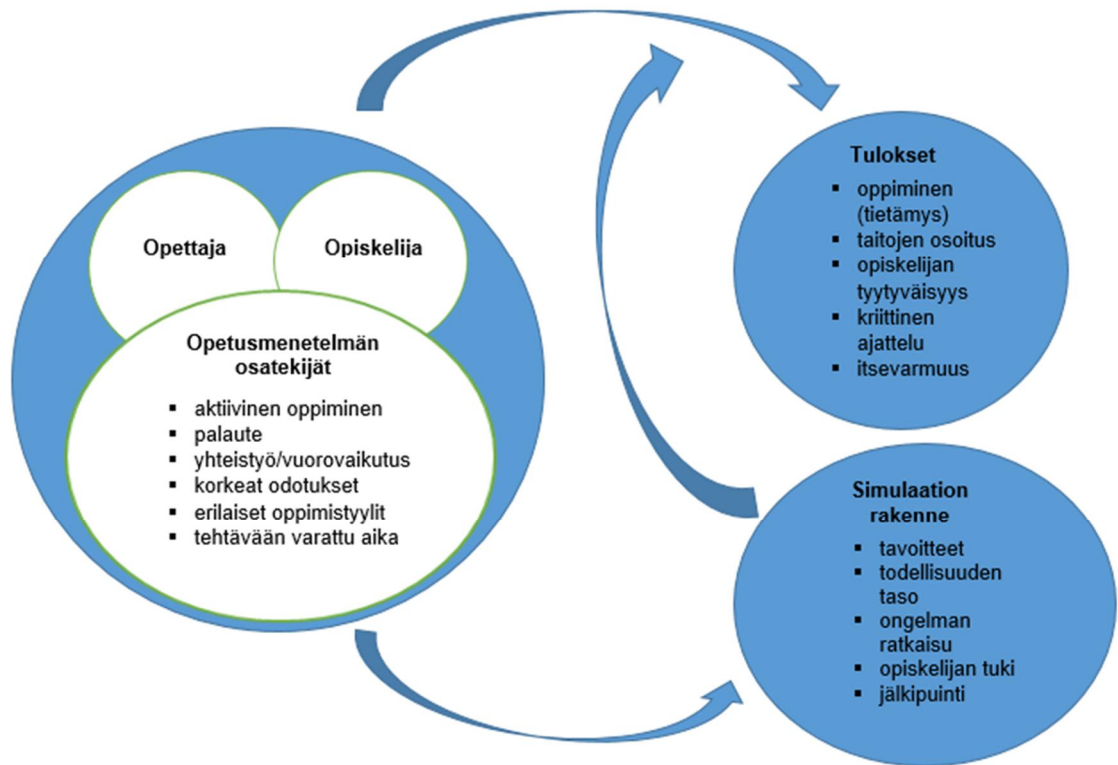 Opettaja
Opiskelija
Opetusmenetelmän
osatekijät
▪ aktiivinen oppiminen
▪ palaute
▪ yhteistyö/vuorovaikutus
▪ korkeat odotukset
▪ erilaiset oppimistyylit
▪ tehtävään varattu aika
Tulokset
▪ oppiminen
(tietämys)
▪ taitojen osoitus
▪ opiskelijan
tyytyväisyys
▪ kriittinen
ajattelu
▪ itsevarmuus
Simulaation
rakenne
▪ tavoitteet
▪ todellisuuden
taso
▪ ongelman
ratkaisu
▪ opiskelijan tuki
▪ jälkipuinti